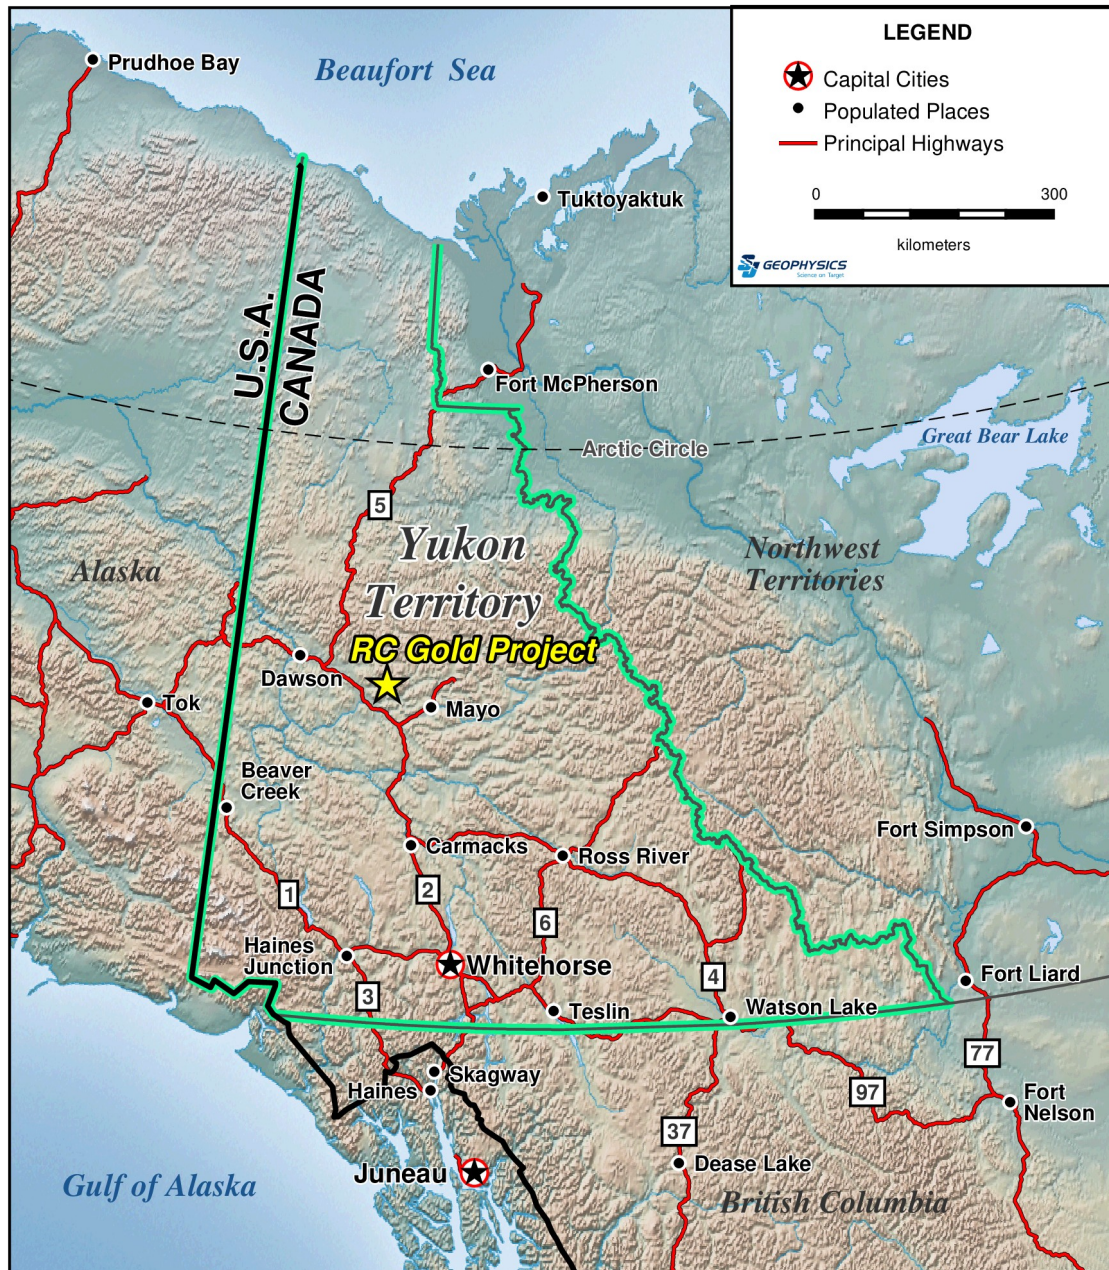 LEGEND
Capital Cities
Populated Places
Principal Highways
0 300
kilometers
GEOPHYSICS
Science on Target
Prudhoe Bay
Beaufort Sea
Tuktoyaktuk
U.S.A.
CANADA
Fort McPherson
Arctic Circle
Great Bear Lake
5
Yukon
Territory
Northwest
Territories
Alaska
RC Gold Project
Dawson
Tok
Mayo
Beaver
Creek
Carmacks
Ross River
Fort Simpson
1
2
6
Haines
Junction
Whitehorse
4
Fort Liard
3
Teslin
Watson Lake
77
Skagway
Haines
97
Fort
Nelson
37
Juneau
Dease Lake
Gulf of Alaska
British Columbia